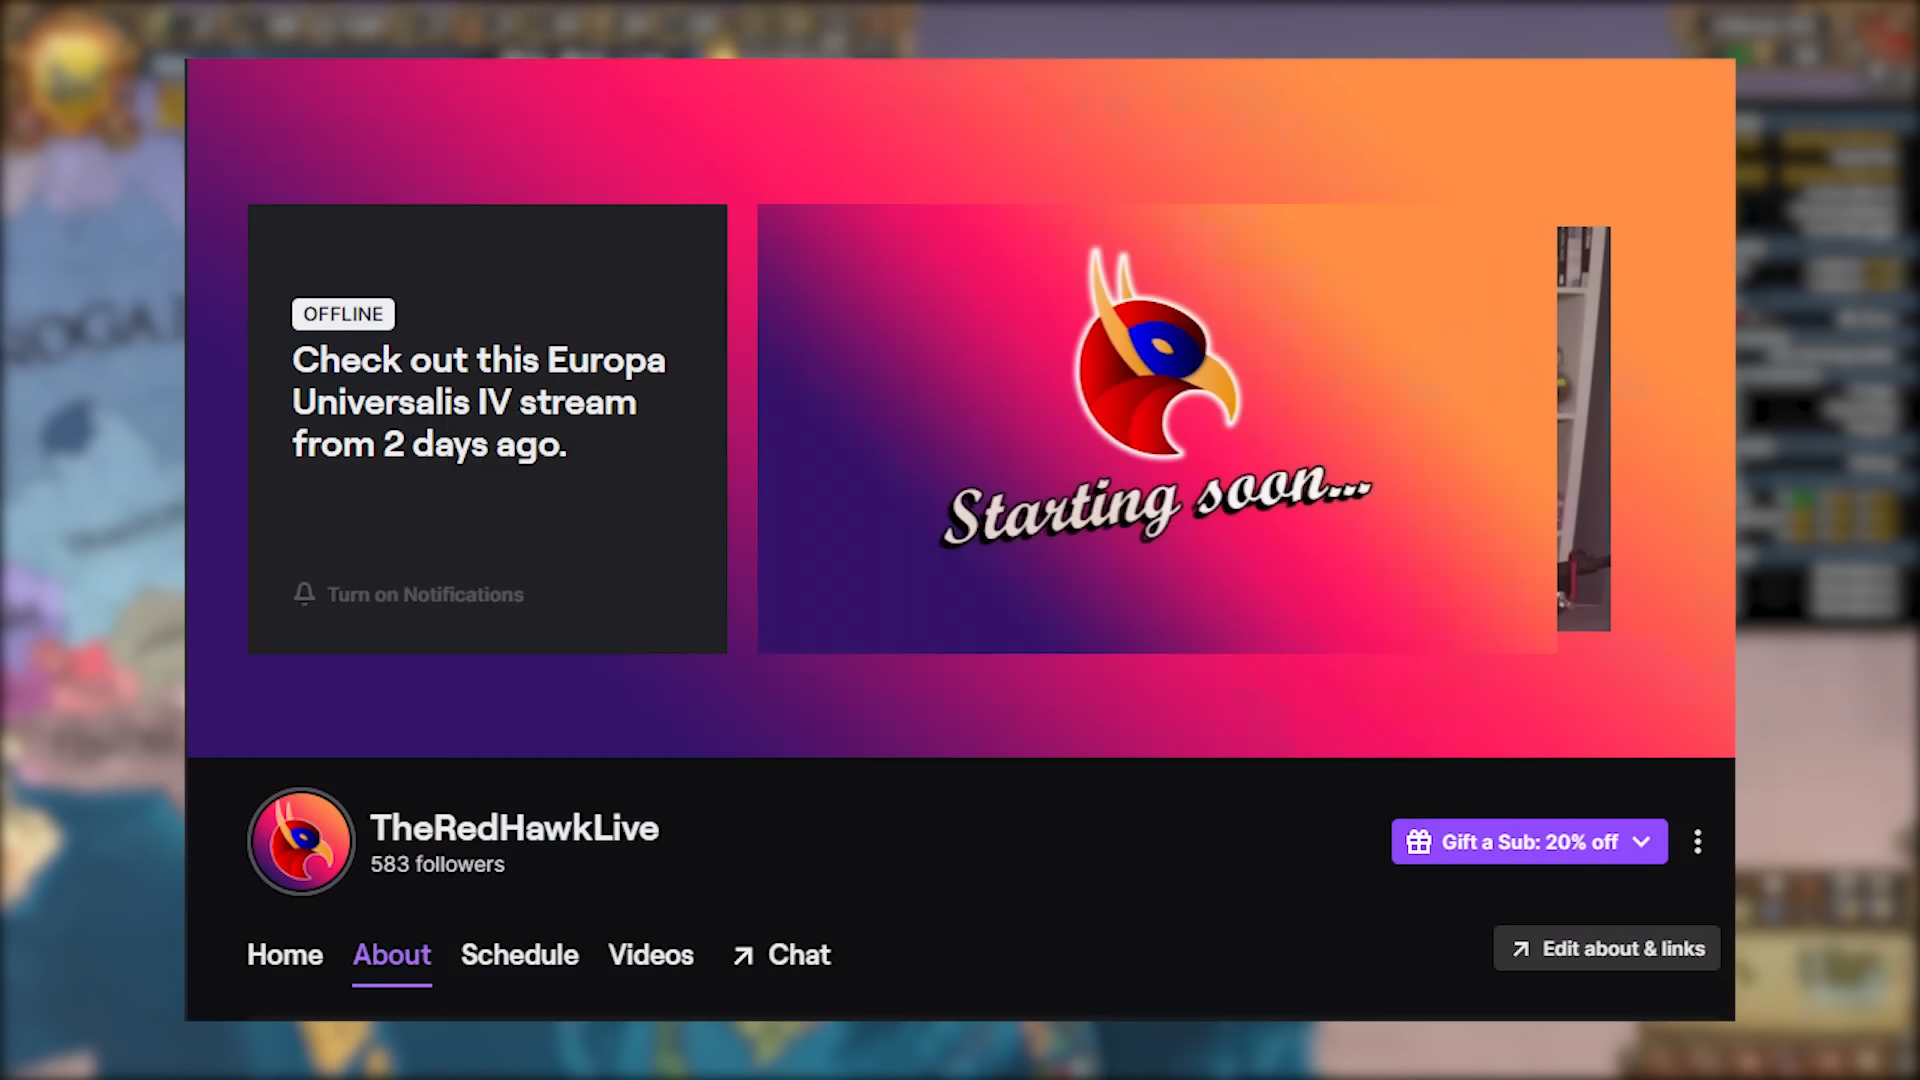 OFFLINE
Check out this Europa
Universalis IV stream
from 2 days ago.
Turn on Notifications
Starting soon...
TheRedHawkLive
583 followers
Gift a Sub: 20% off
Home About Schedule Videos Chat
Edit about & links